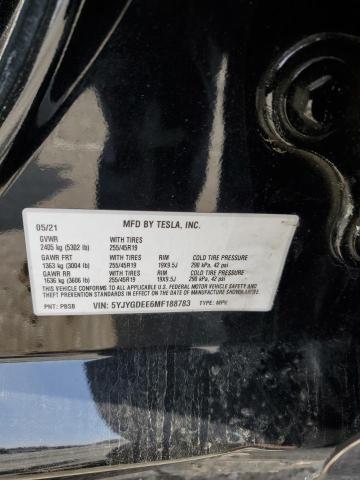 05/21 MFD BY TESLA, INC.
GVWR WITH TIRES
2405 kg (5302 lb) 255/45R19
GAWR FRT WITH TIRES RIM COLD TIRE PRESSURE
1363 kg (3004 lb) 255/45R19 19X9.5J 290 kPa, 42 psi
GAWR RR WITH TIRES RIM COLD TIRE PRESSURE
1636 kg (3606 lb) 255/45R19 19X9.5J 290 kPa, 42 psi
THIS VEHICLE CONFORMS TO ALL APPLICABLE FEDERAL MOTOR VEHICLE
SAFETY AND THEFT PREVENTION STANDARDS IN EFFECT ON THE DATE OF
MANUFACTURE SHOWN ABOVE.
PNT: PBSB VIN: 5YJYGDEE6MF188783 TYPE: MPV